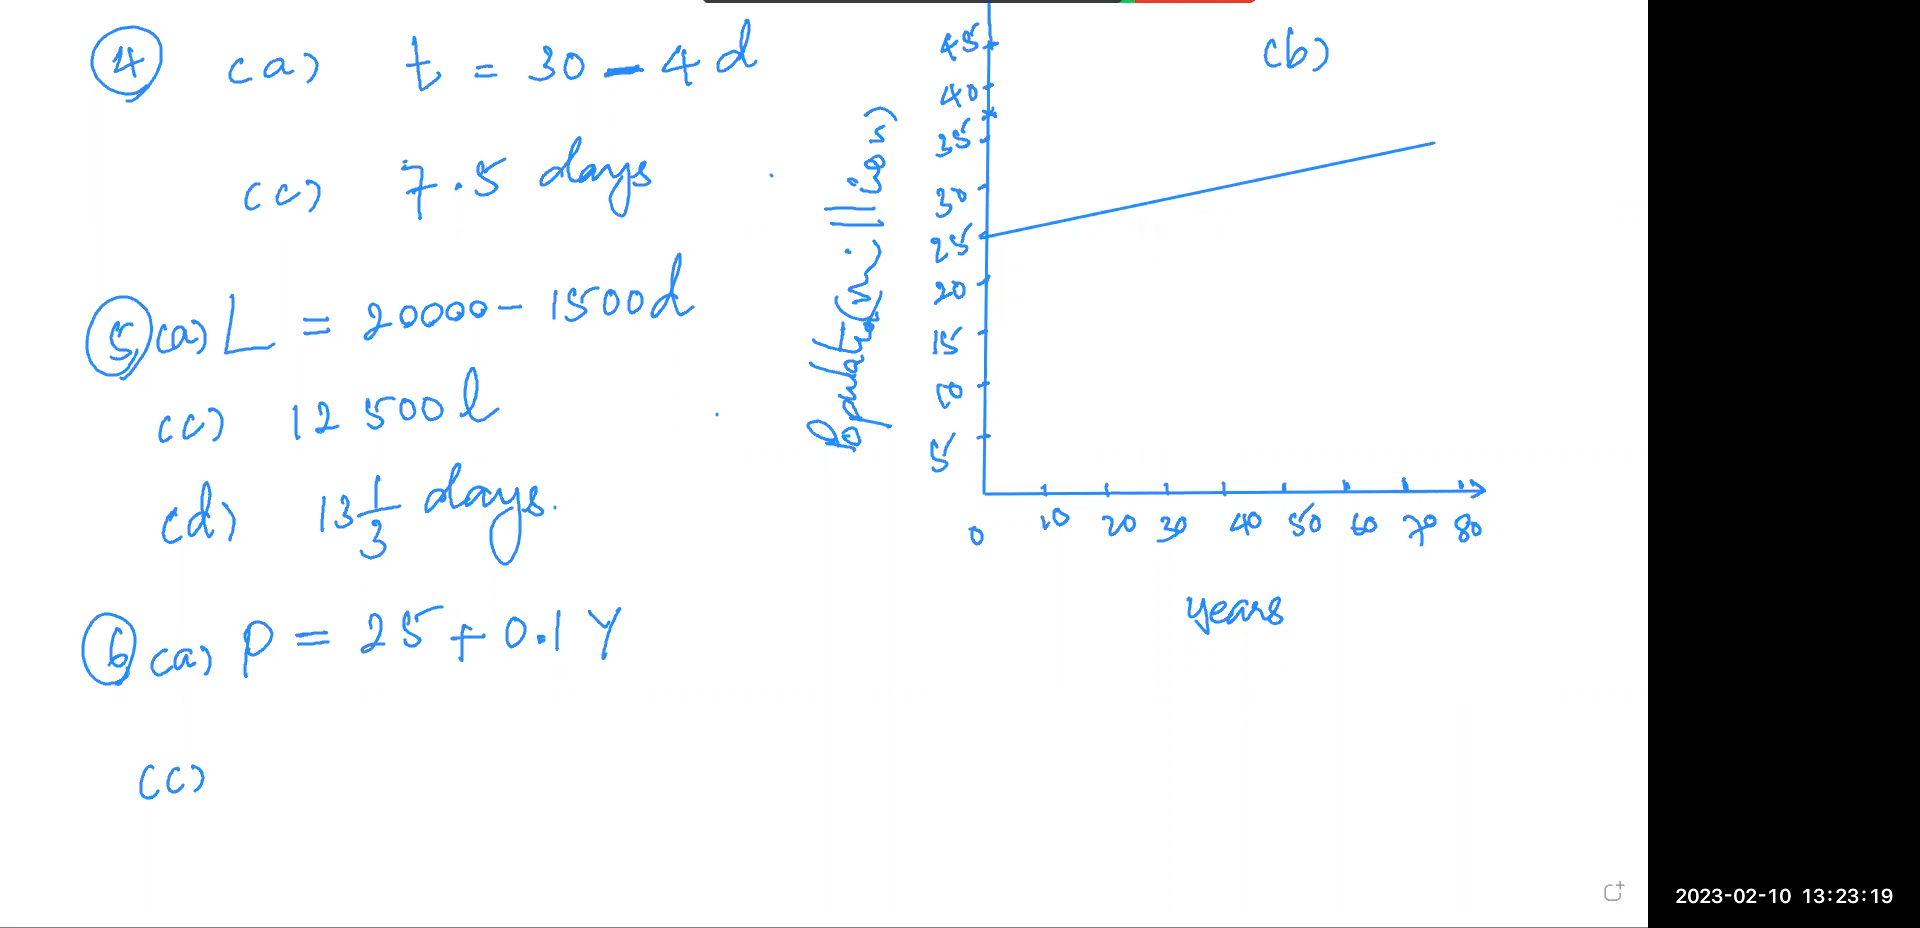 4 (a) t = 30 - 4d
(c) 7.5 days
5 (a) L = 20000 - 1500d
(c) 12 500 l
(d) 13 1/3 days.
6 (a) P = 25 + 0.1 Y
(c)
(b)
Population (million)
45
40
35
30
25
20
15
10
5
0 10 20 30 40 50 60 70 80
years
2023-02-10 13:23:19